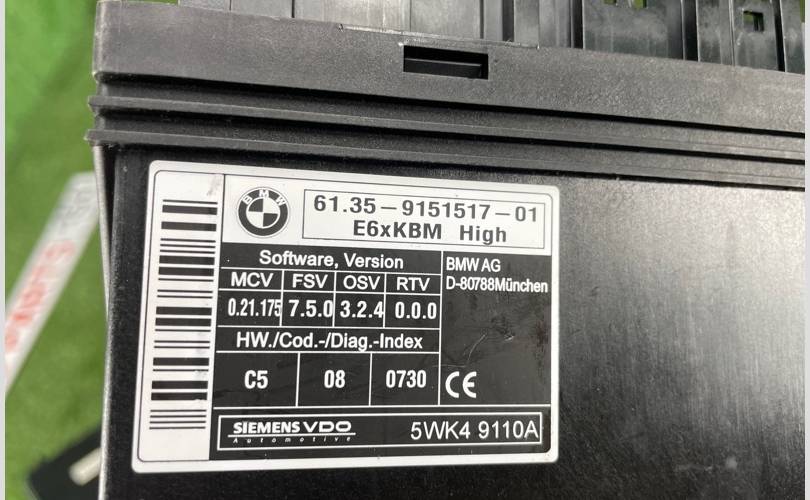 BMW
61.35-9151517-01
E6xKBM High
Software, Version
BMW AG
D-80788München
MCV FSV OSV RTV
0.21.175 7.5.0 3.2.4 0.0.0
HW./Cod.-/Diag.-Index
C5 08 0730 CE
SIEMENS VDO
Automotive
5WK4 9110A